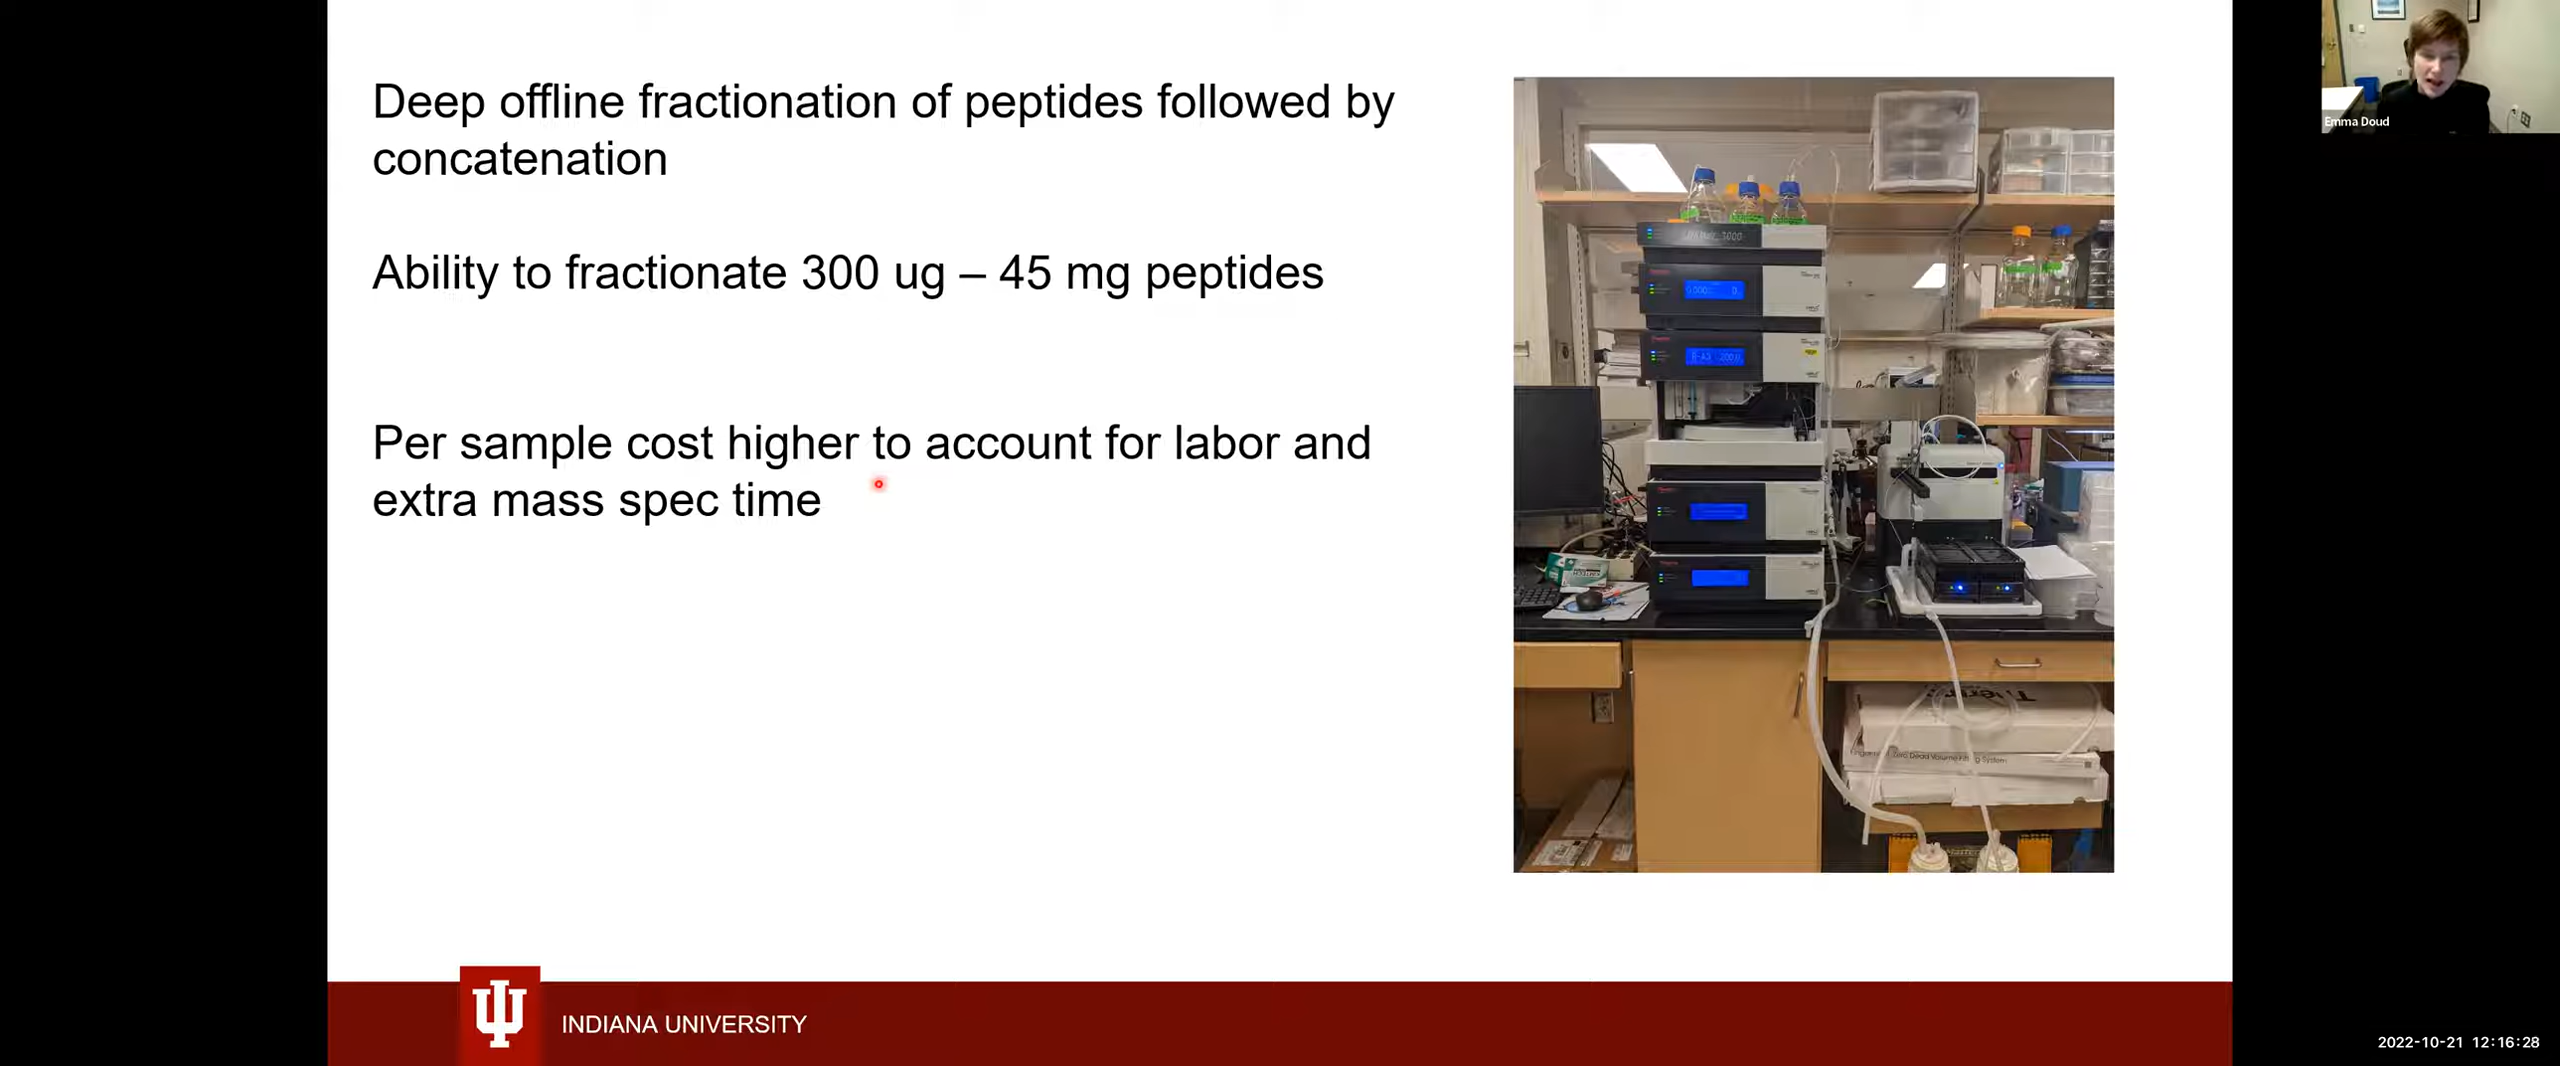 Deep offline fractionation of peptides followed by
concatenation
Ability to fractionate 300 ug – 45 mg peptides
Per sample cost higher to account for labor and
extra mass spec time
Emma Doud
INDIANA UNIVERSITY
2022-10-21 12:16:28